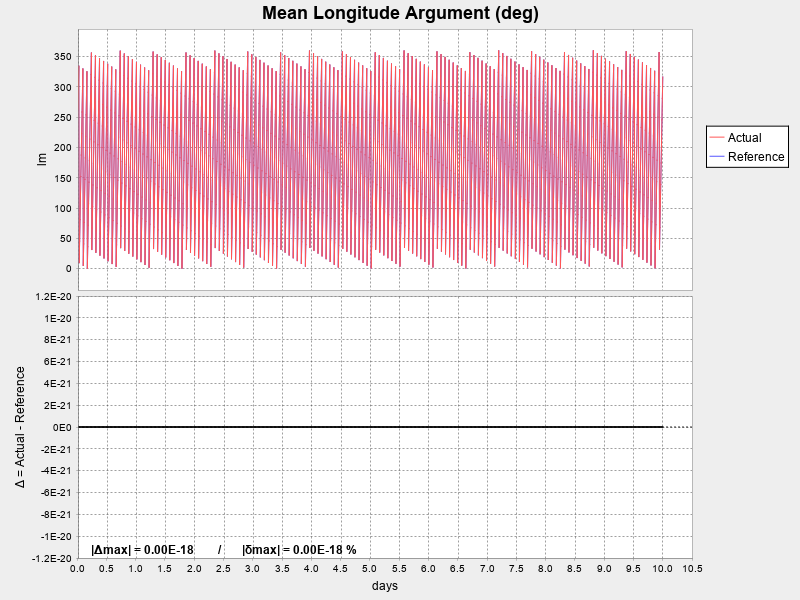 Mean Longitude Argument (deg)
350
300
250
200
150
100
50
0
lm
Actual
Reference
1.2E-20
1E-20
8E-21
6E-21
4E-21
2E-21
0E0
-2E-21
-4E-21
-6E-21
-8E-21
-1E-20
-1.2E-20
Δ = Actual - Reference
|Δmax| = 0.00E-18 / |δmax| = 0.00E-18 %
0.0 0.5 1.0 1.5 2.0 2.5 3.0 3.5 4.0 4.5 5.0 5.5 6.0 6.5 7.0 7.5 8.0 8.5 9.0 9.5 10.0 10.5
days